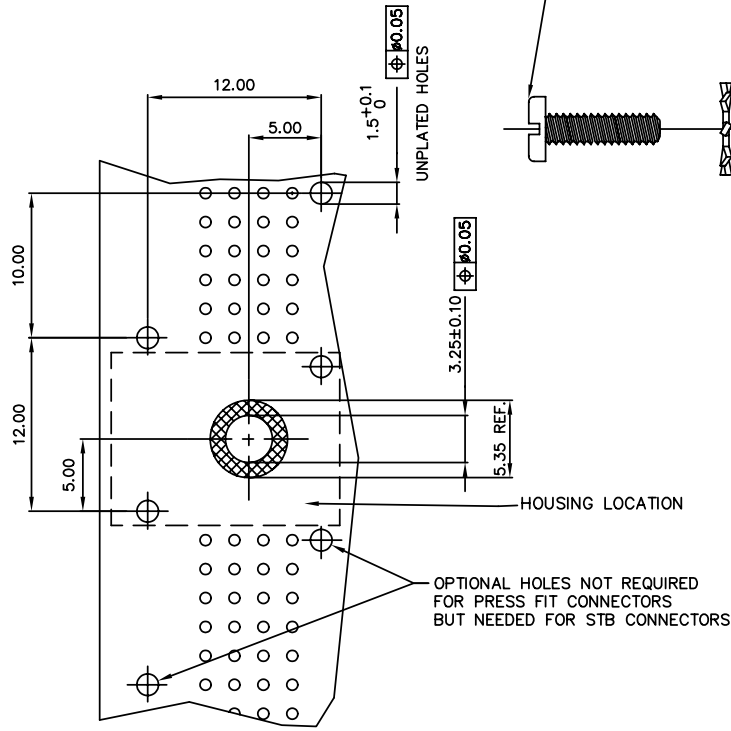 12.00
5.00
1.5+0.1 0
⌖ ⌀0.05
UNPLATED HOLES
10.00
12.00
5.00
3.25±0.10
⌖ ⌀0.05
5.35 REF.
HOUSING LOCATION
OPTIONAL HOLES NOT REQUIRED
FOR PRESS FIT CONNECTORS
BUT NEEDED FOR STB CONNECTORS